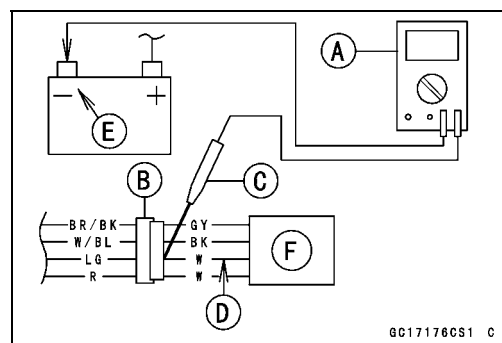 A
− +
E
B
C
BR/BK GY
W/BL BK
LG W
R W
F
D
GC17176CS1 C